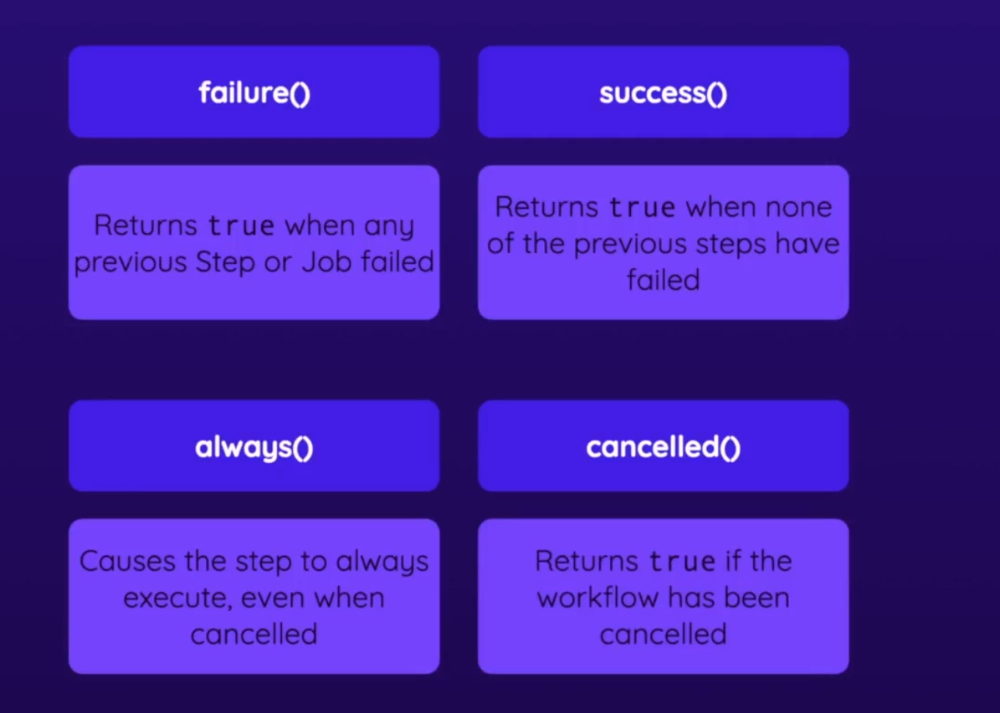 failure()
Returns true when any
previous Step or Job failed
success()
Returns true when none
of the previous steps have
failed
always()
Causes the step to always
execute, even when
cancelled
cancelled()
Returns true if the
workflow has been
cancelled